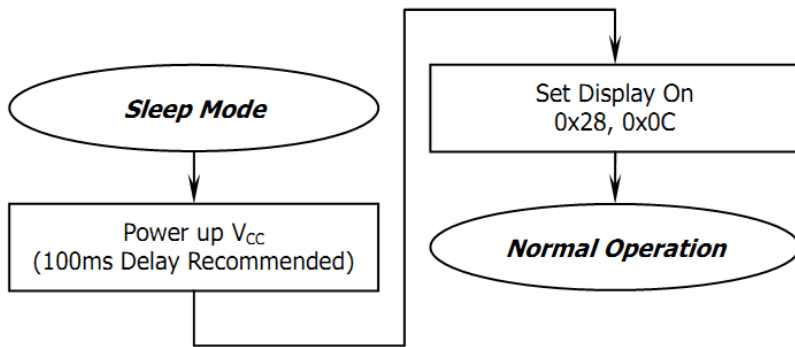 Sleep Mode
Power up VCC
(100ms Delay Recommended)
Set Display On
0x28, 0x0C
Normal Operation